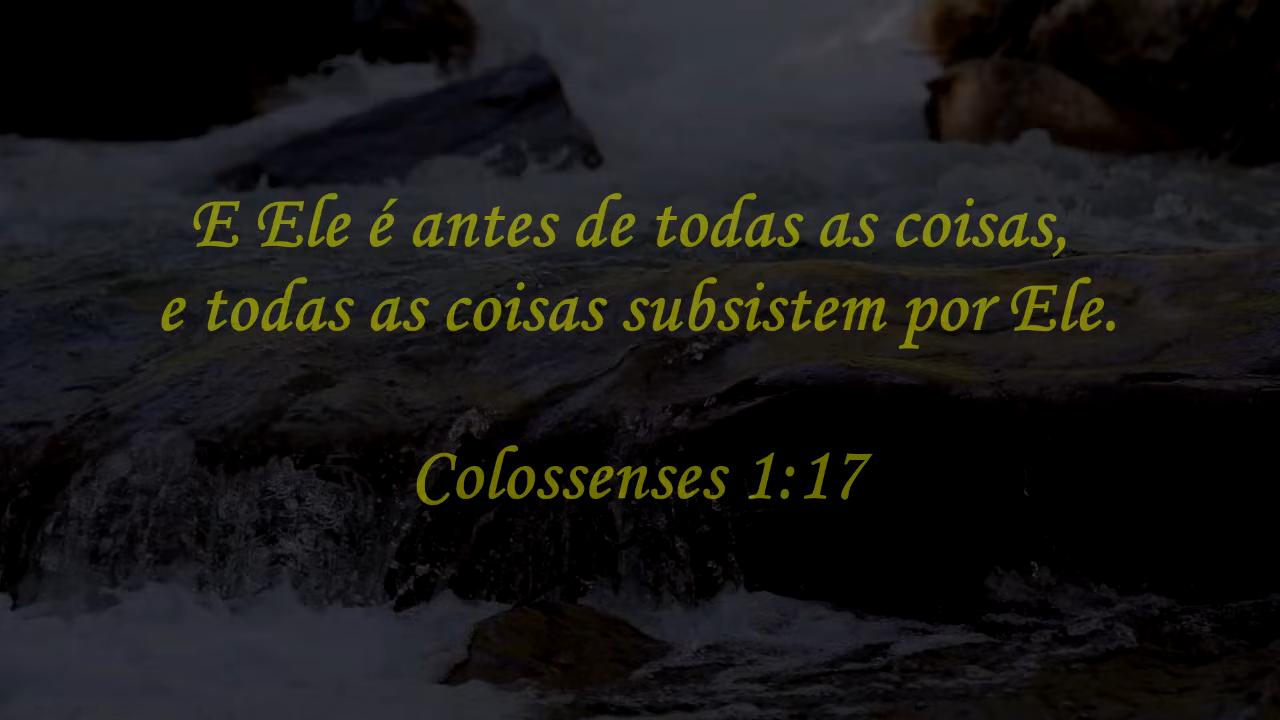 E Ele é antes de todas as coisas,
e todas as coisas subsistem por Ele.
Colossenses 1:17